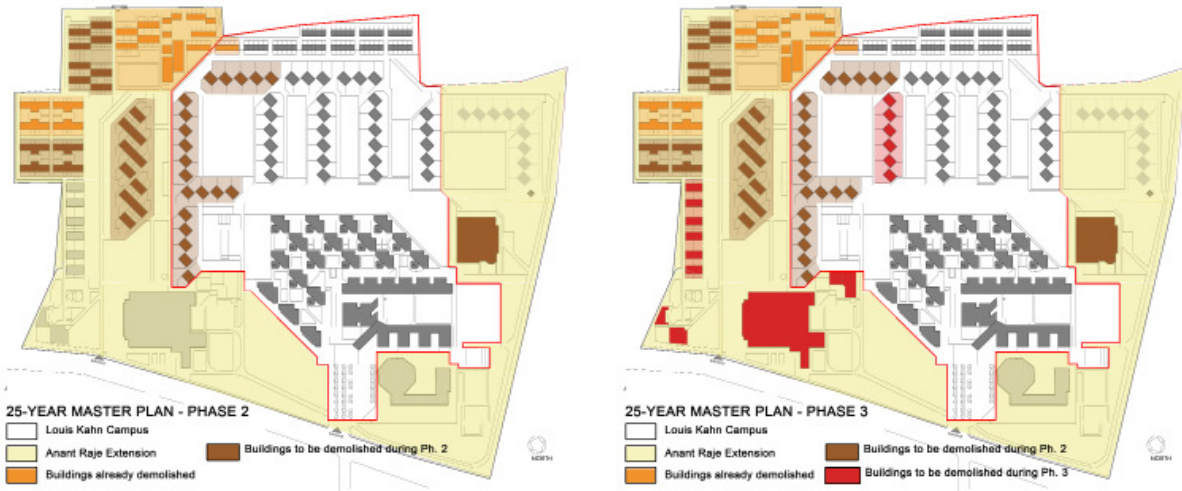 25-YEAR MASTER PLAN - PHASE 2
Louis Kahn Campus
Anant Raje Extension
Buildings to be demolished during Ph. 2
Buildings already demolished
NORTH
25-YEAR MASTER PLAN - PHASE 3
Louis Kahn Campus
Anant Raje Extension
Buildings to be demolished during Ph. 2
Buildings already demolished
Buildings to be demolished during Ph. 3
NORTH